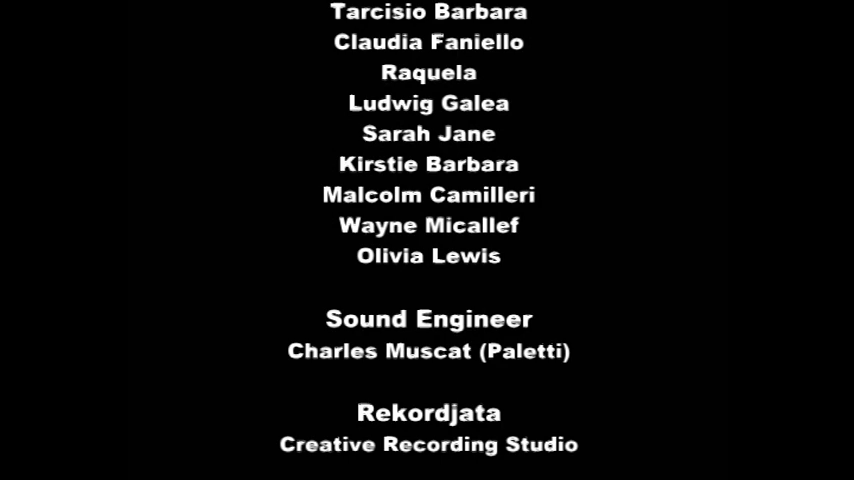 Tarcisio Barbara
Claudia Faniello
Raquela
Ludwig Galea
Sarah Jane
Kirstie Barbara
Malcolm Camilleri
Wayne Micallef
Olivia Lewis
Sound Engineer
Charles Muscat (Paletti)
Rekordjata
Creative Recording Studio